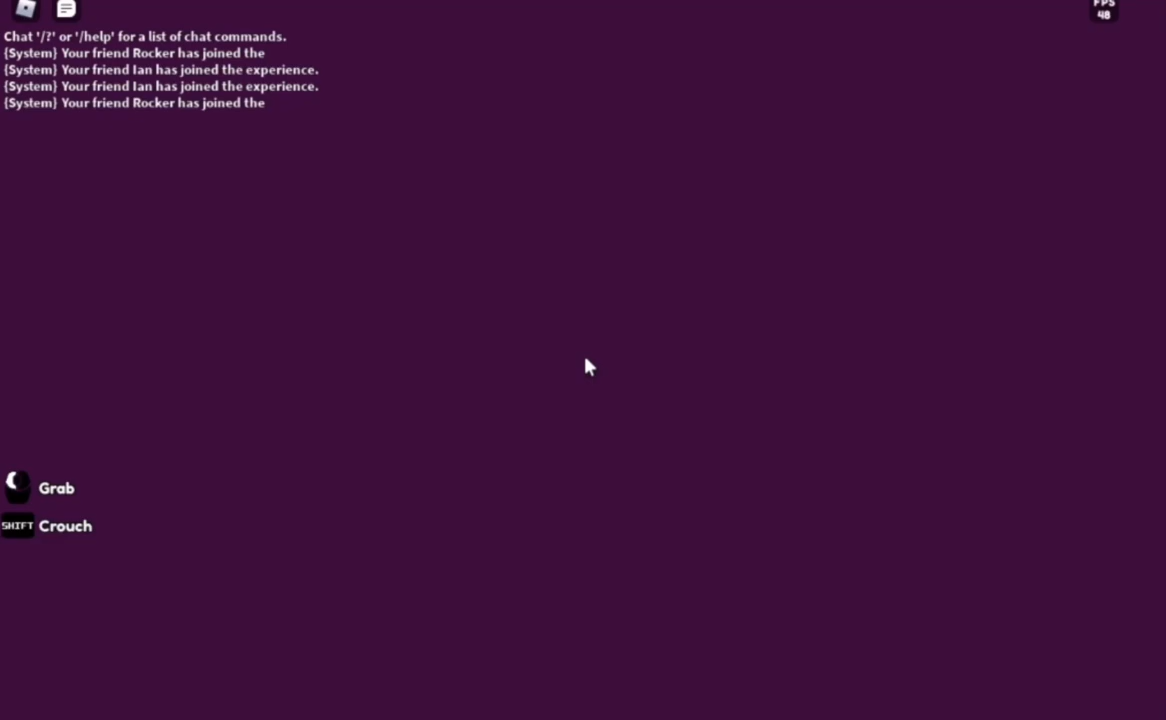 FPS
48
Chat '/?' or '/help' for a list of chat commands.
{System} Your friend Rocker has joined the
{System} Your friend Ian has joined the experience.
{System} Your friend Ian has joined the experience.
{System} Your friend Rocker has joined the
Grab
SHIFT Crouch